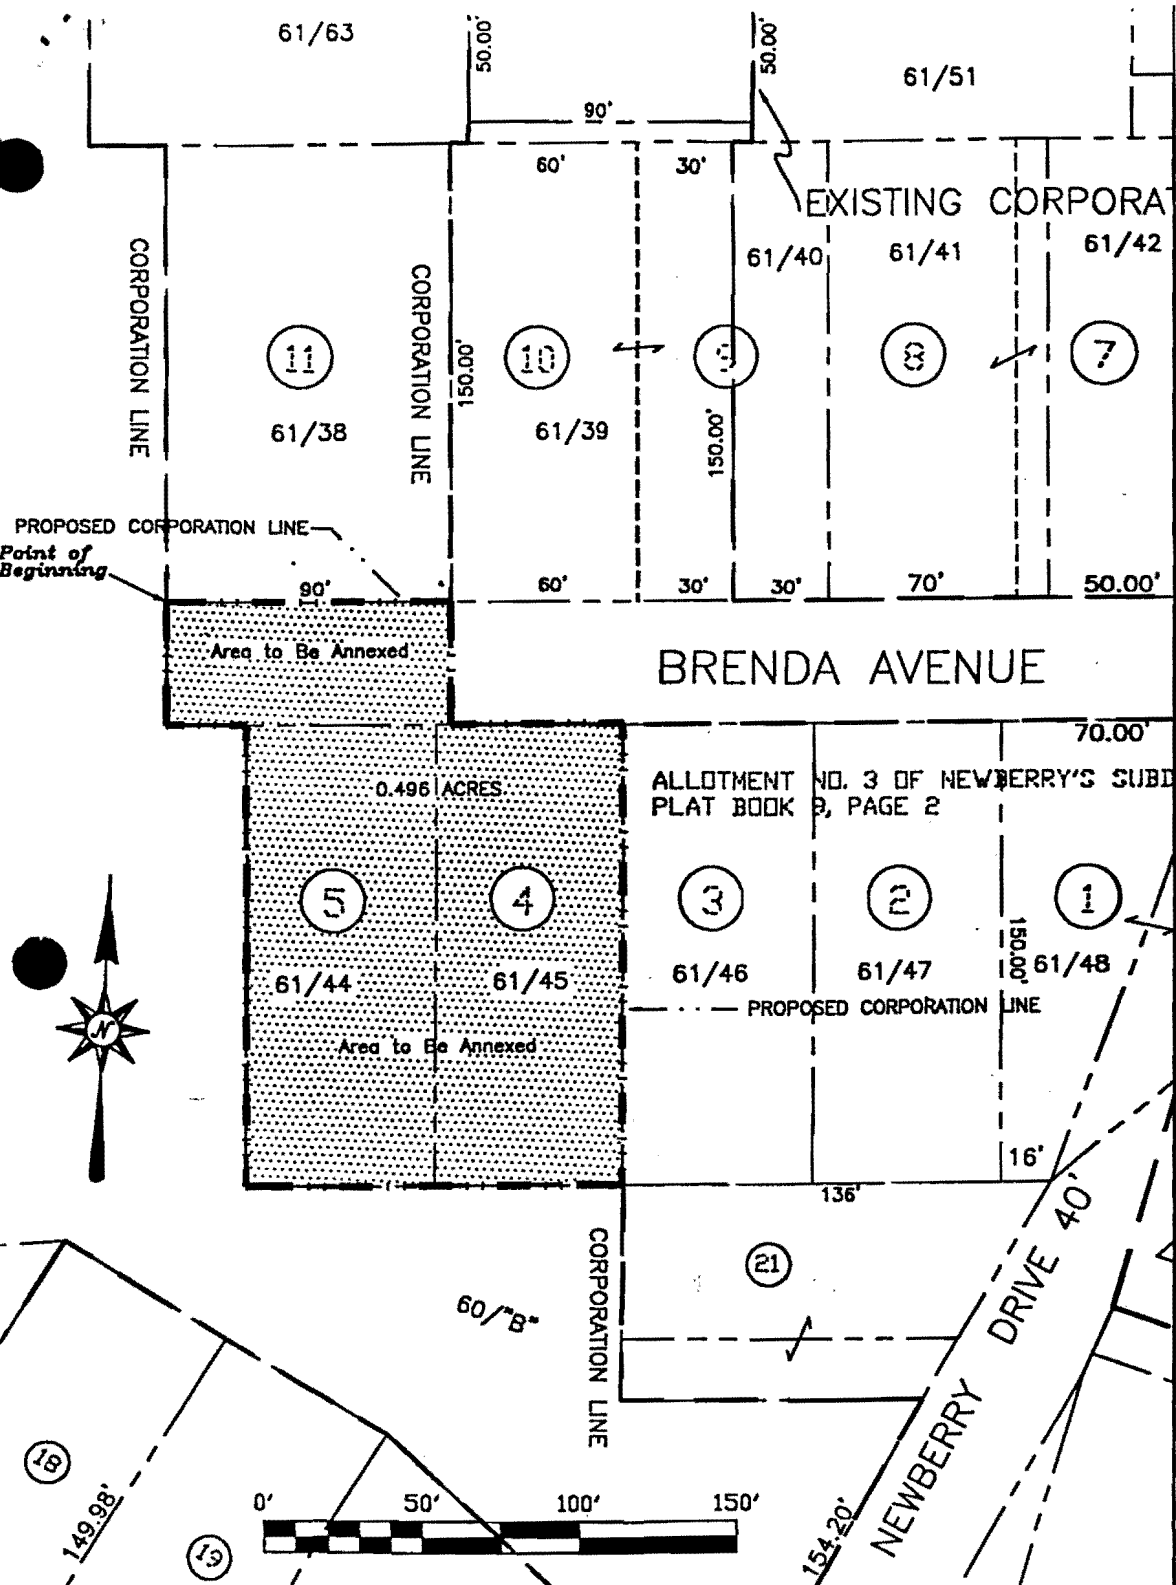 61/63
50.00'
50.00'
61/51
90'
60'
30'
EXISTING CORPORAT
61/40
61/41
61/42
CORPORATION LINE
CORPORATION LINE
150.00'
11
10
9
8
7
61/38
61/39
150.00'
PROPOSED CORPORATION LINE
Point of
Beginning
90'
60'
30'
30'
70'
50.00'
Area to Be Annexed
BRENDA AVENUE
70.00'
0.496 ACRES
ALLOTMENT NO. 3 OF NEWBERRY'S SUBD
PLAT BOOK 9, PAGE 2
5
4
3
2
1
150.00'
61/44
61/45
61/46
61/47
61/48
PROPOSED CORPORATION LINE
N
Area to Be Annexed
16'
136'
CORPORATION LINE
21
NEWBERRY DRIVE 40'
60/"B"
18
149.98'
19
0'
50'
100'
150'
154.20'